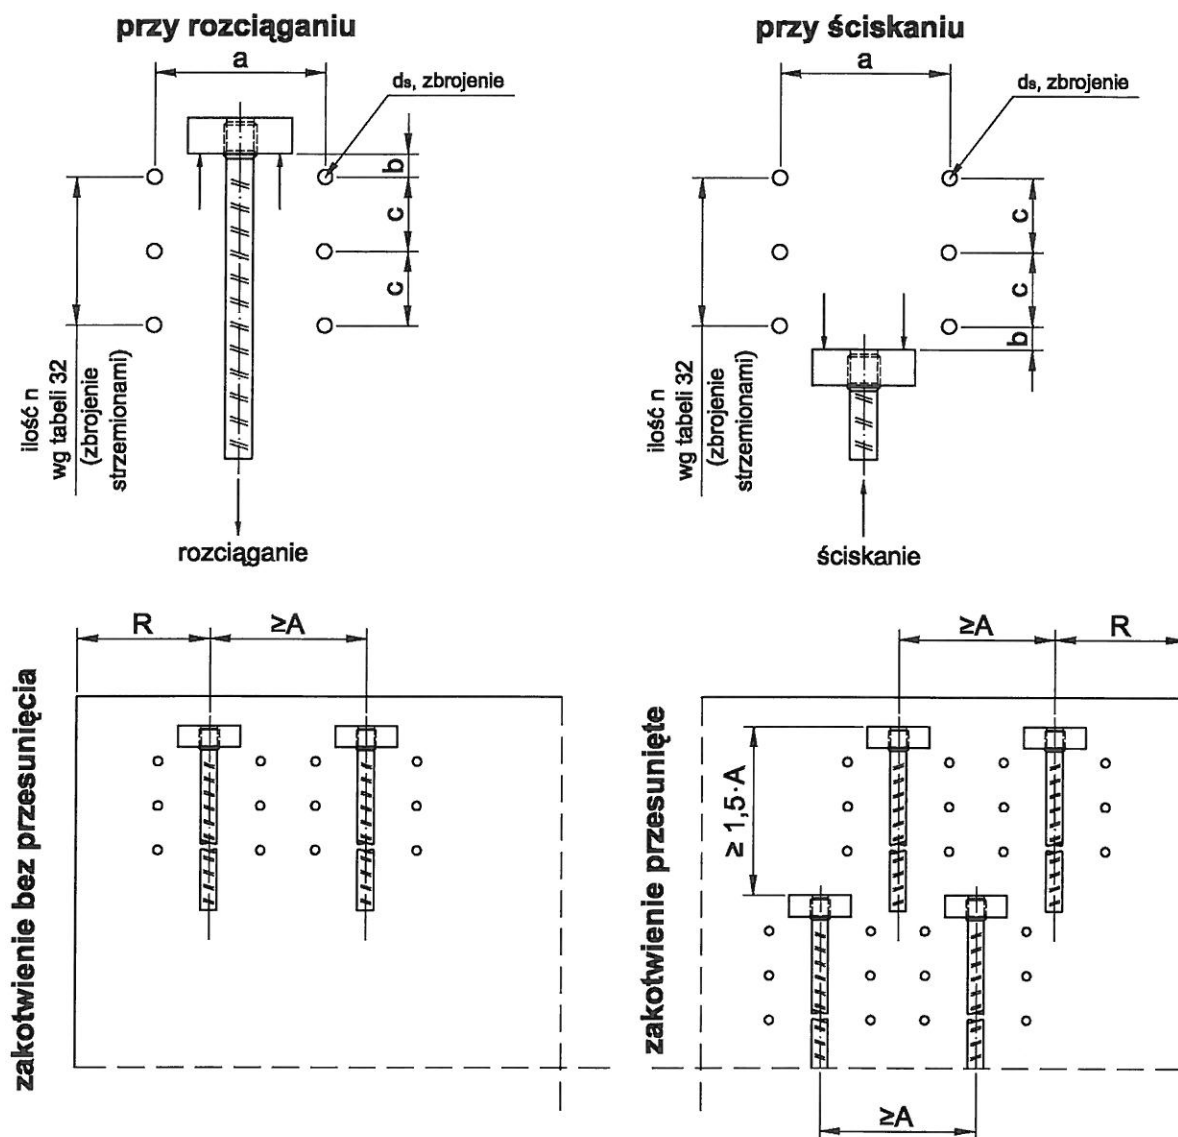 przy rozciąganiu
a
dₛ, zbrojenie
b
c
c
ilość n
wg tabeli 32
(zbrojenie
strzemionami)
rozciąganie
przy ściskaniu
a
dₛ, zbrojenie
c
c
b
ilość n
wg tabeli 32
(zbrojenie
strzemionami)
ściskanie
zakotwienie bez przesunięcia
R
≥A
zakotwienie przesunięte
≥A
R
≥ 1,5·A
≥A